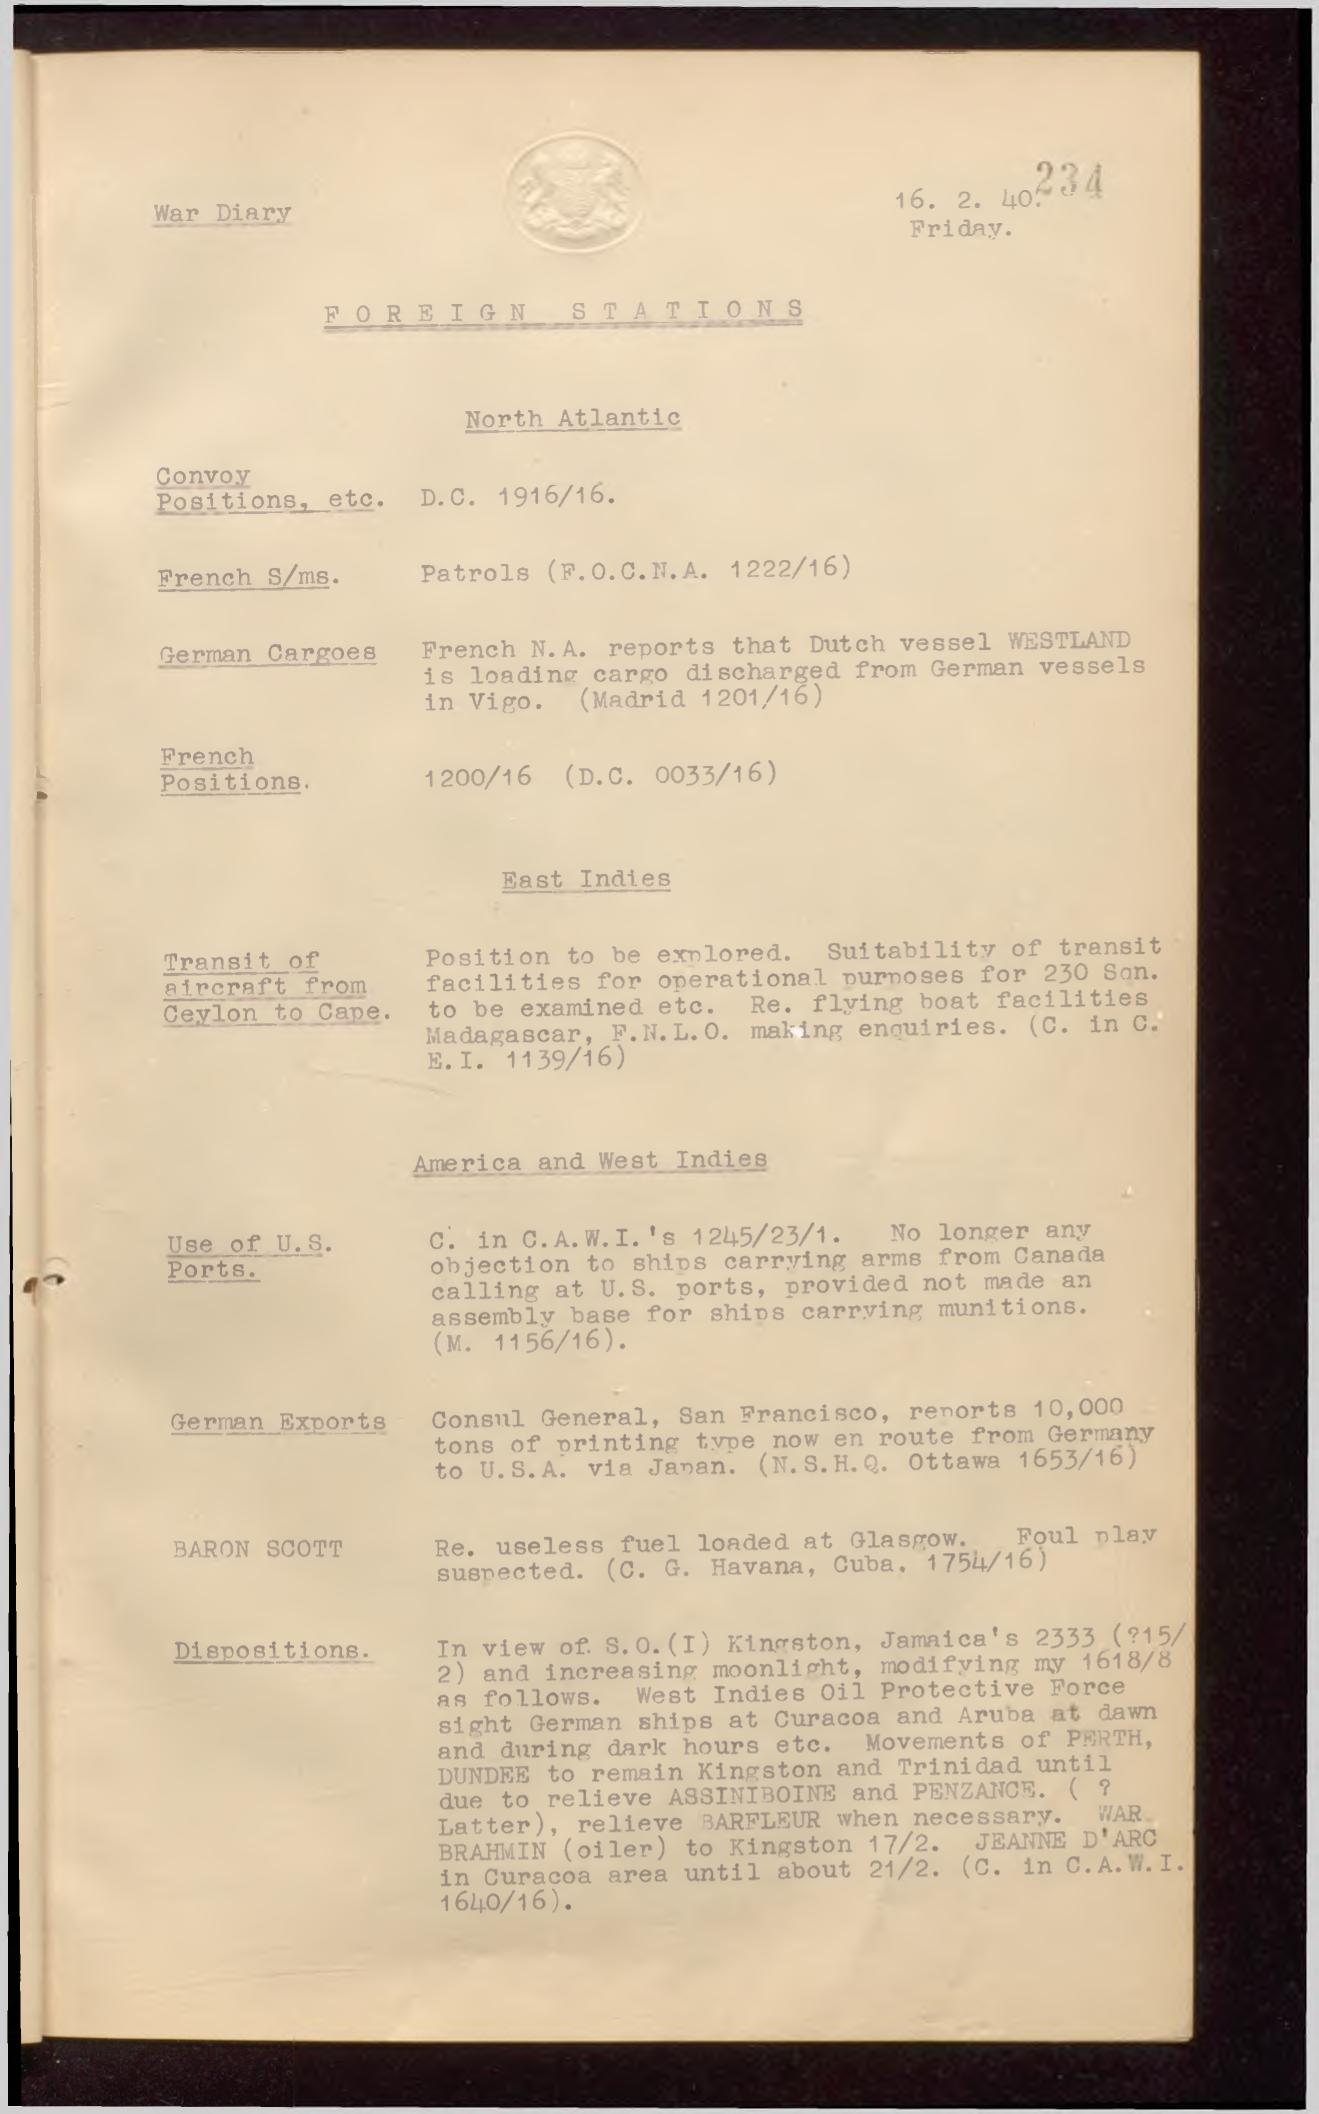 234
War Diary
16. 2. 40.
Friday.
FOREIGN STATIONS
North Atlantic
Convoy
Positions, etc. D.C. 1916/16.
French S/ms. Patrols (F.O.C.N.A. 1222/16)
German Cargoes French N.A. reports that Dutch vessel WESTLAND
is loading cargo discharged from German vessels
in Vigo. (Madrid 1201/16)
French
Positions. 1200/16 (D.C. 0033/16)
East Indies
Transit of Position to be explored. Suitability of transit
aircraft from facilities for operational purposes for 230 Sqn.
Ceylon to Cape. to be examined etc. Re. flying boat facilities
Madagascar, F.N.L.O. making enquiries. (C. in C.
E.I. 1139/16)
America and West Indies
Use of U.S. C. in C.A.W.I.'s 1245/23/1. No longer any
Ports. objection to ships carrying arms from Canada
calling at U.S. ports, provided not made an
assembly base for ships carrying munitions.
(M. 1156/16).
German Exports Consul General, San Francisco, reports 10,000
tons of printing type now en route from Germany
to U.S.A. via Japan. (N.S.H.Q. Ottawa 1653/16)
BARON SCOTT Re. useless fuel loaded at Glasgow. Foul play
suspected. (C. G. Havana, Cuba. 1754/16)
Dispositions. In view of S.O.(I) Kingston, Jamaica's 2333 (?15/
2) and increasing moonlight, modifying my 1618/8
as follows. West Indies Oil Protective Force
sight German ships at Curacoa and Aruba at dawn
and during dark hours etc. Movements of PERTH,
DUNDEE to remain Kingston and Trinidad until
due to relieve ASSINIBOINE and PENZANCE. ( ?
Latter), relieve BARFLEUR when necessary. WAR
BRAHMIN (oiler) to Kingston 17/2. JEANNE D'ARC
in Curacoa area until about 21/2. (C. in C.A.W.I.
1640/16).